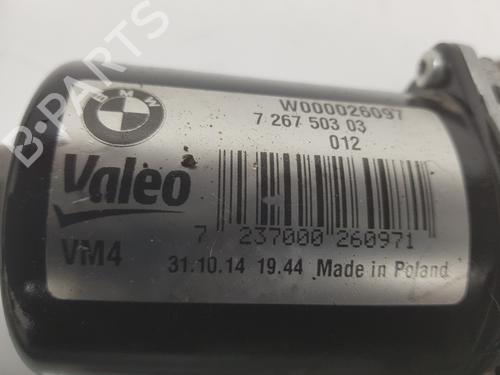 B-PARTS
BMW
W000026097
7 267 503 03
012
Valeo
7 237000 260971
VM4
31.10.14 19.44 Made in Poland